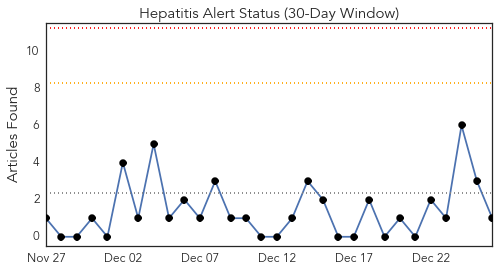 Hepatitis Alert Status (30-Day Window)
Articles Found
10
8
6
4
2
0
Nov 27 Dec 02 Dec 07 Dec 12 Dec 17 Dec 22